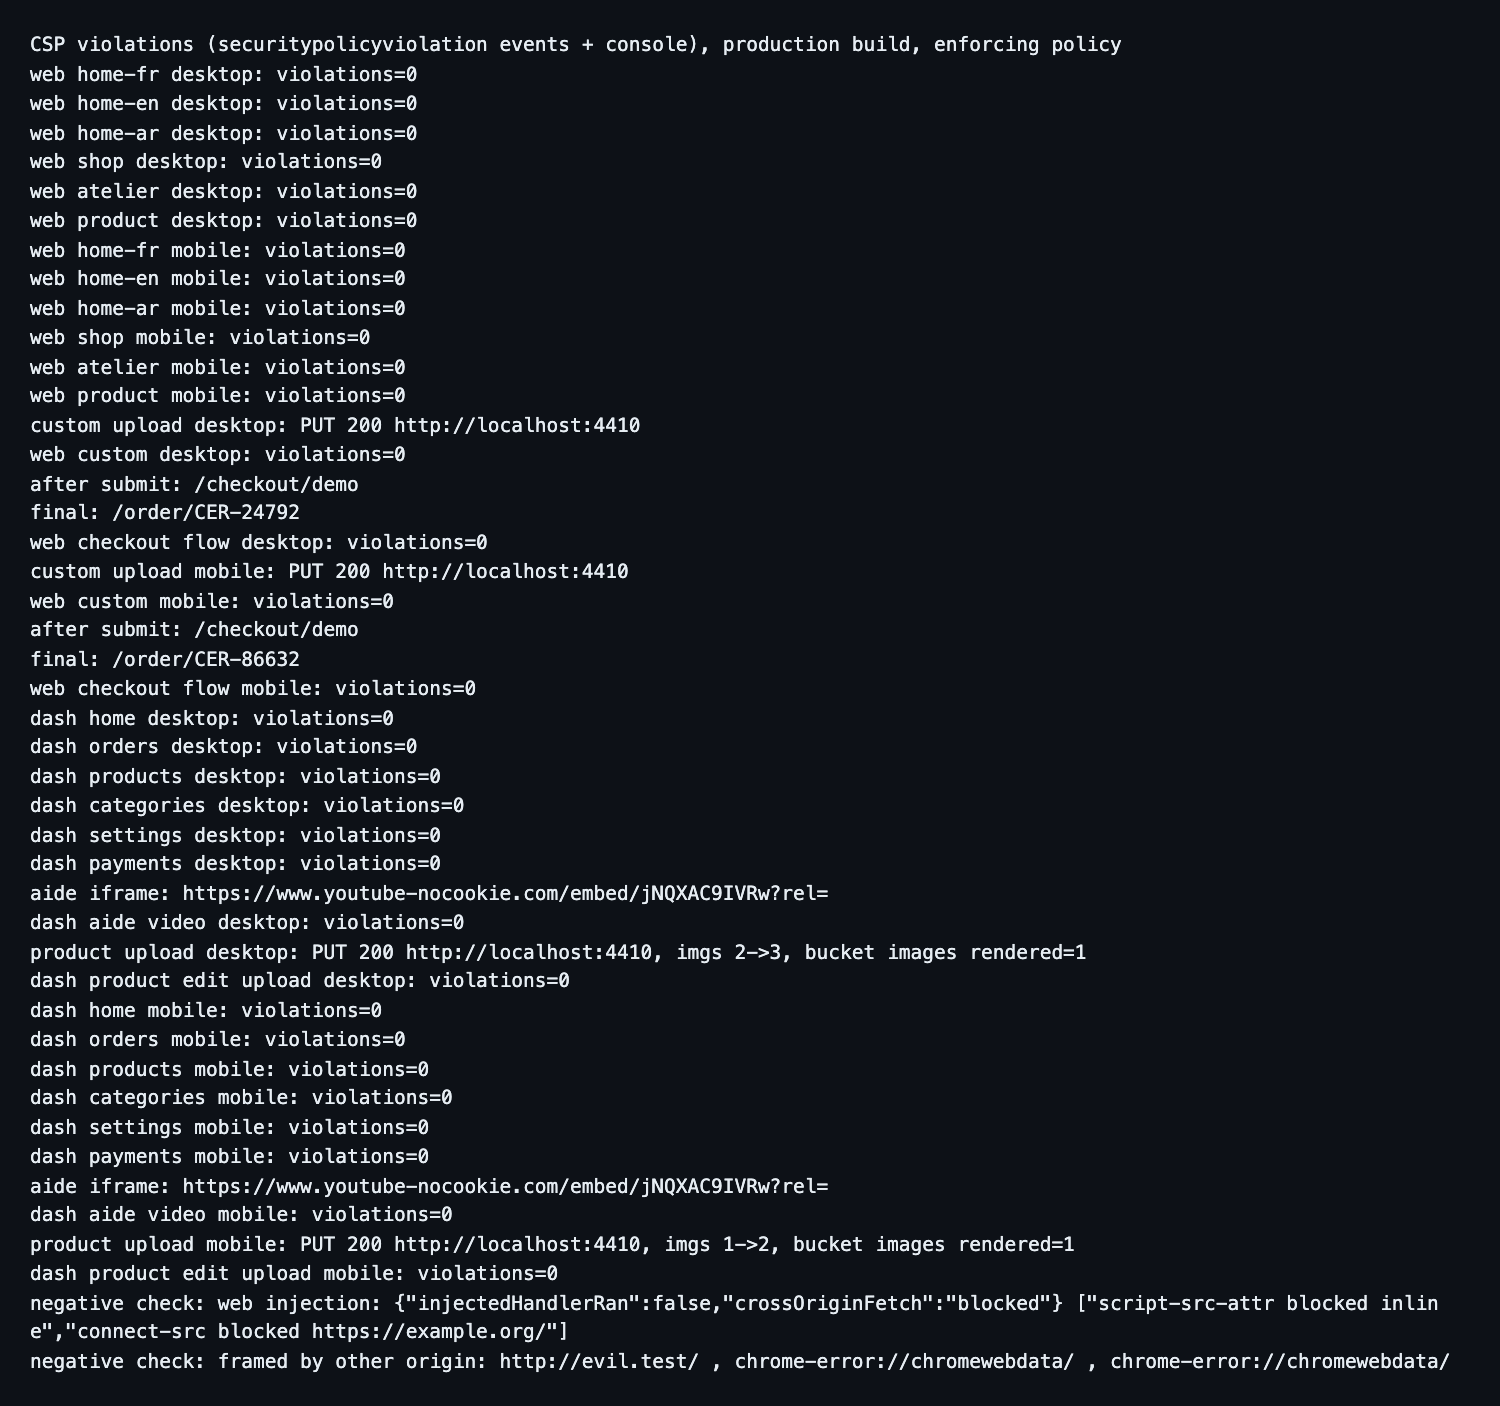 CSP violations (securitypolicyviolation events + console), production build, enforcing policy
web home-fr desktop: violations=0
web home-en desktop: violations=0
web home-ar desktop: violations=0
web shop desktop: violations=0
web atelier desktop: violations=0
web product desktop: violations=0
web home-fr mobile: violations=0
web home-en mobile: violations=0
web home-ar mobile: violations=0
web shop mobile: violations=0
web atelier mobile: violations=0
web product mobile: violations=0
custom upload desktop: PUT 200 http://localhost:4410
web custom desktop: violations=0
after submit: /checkout/demo
final: /order/CER-24792
web checkout flow desktop: violations=0
custom upload mobile: PUT 200 http://localhost:4410
web custom mobile: violations=0
after submit: /checkout/demo
final: /order/CER-86632
web checkout flow mobile: violations=0
dash home desktop: violations=0
dash orders desktop: violations=0
dash products desktop: violations=0
dash categories desktop: violations=0
dash settings desktop: violations=0
dash payments desktop: violations=0
aide iframe: https://www.youtube-nocookie.com/embed/jNQXAC9IVRw?rel=
dash aide video desktop: violations=0
product upload desktop: PUT 200 http://localhost:4410, imgs 2->3, bucket images rendered=1
dash product edit upload desktop: violations=0
dash home mobile: violations=0
dash orders mobile: violations=0
dash products mobile: violations=0
dash categories mobile: violations=0
dash settings mobile: violations=0
dash payments mobile: violations=0
aide iframe: https://www.youtube-nocookie.com/embed/jNQXAC9IVRw?rel=
dash aide video mobile: violations=0
product upload mobile: PUT 200 http://localhost:4410, imgs 1->2, bucket images rendered=1
dash product edit upload mobile: violations=0
negative check: web injection: {"injectedHandlerRan":false,"crossOriginFetch":"blocked"} ["script-src-attr blocked inlin
e","connect-src blocked https://example.org/"]
negative check: framed by other origin: http://evil.test/ , chrome-error://chromewebdata/ , chrome-error://chromewebdata/